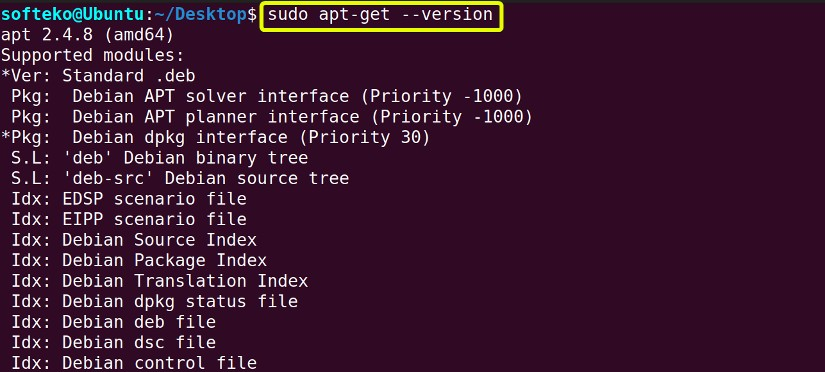 softeko@Ubuntu:~/Desktop$ sudo apt-get --version
apt 2.4.8 (amd64)
Supported modules:
*Ver: Standard .deb
 Pkg:  Debian APT solver interface (Priority -1000)
 Pkg:  Debian APT planner interface (Priority -1000)
*Pkg:  Debian dpkg interface (Priority 30)
 S.L: 'deb' Debian binary tree
 S.L: 'deb-src' Debian source tree
 Idx: EDSP scenario file
 Idx: EIPP scenario file
 Idx: Debian Source Index
 Idx: Debian Package Index
 Idx: Debian Translation Index
 Idx: Debian dpkg status file
 Idx: Debian deb file
 Idx: Debian dsc file
 Idx: Debian control file